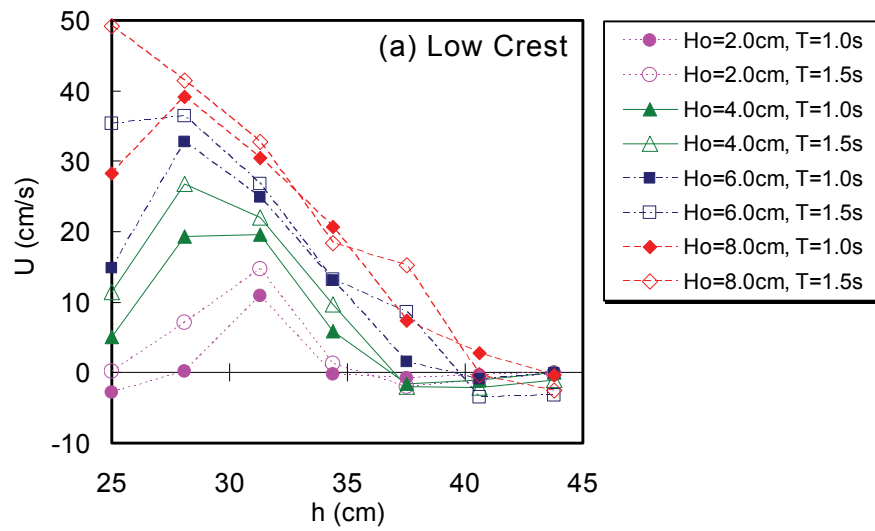 (a) Low Crest
U (cm/s)
50
40
30
20
10
0
-10
25
30
35
40
45
h (cm)
Ho=2.0cm, T=1.0s
Ho=2.0cm, T=1.5s
Ho=4.0cm, T=1.0s
Ho=4.0cm, T=1.5s
Ho=6.0cm, T=1.0s
Ho=6.0cm, T=1.5s
Ho=8.0cm, T=1.0s
Ho=8.0cm, T=1.5s